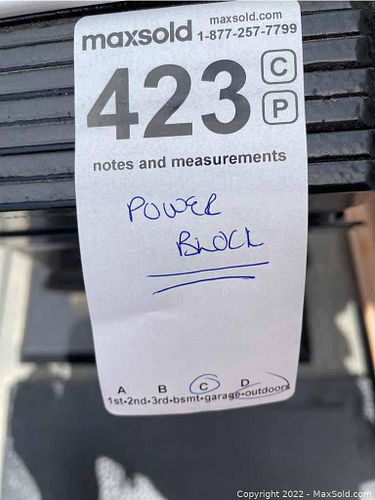 maxsold
maxsold.com
1-877-257-7799
423
C
P
notes and measurements
POWER
BLOCK
A B C D
1st-2nd-3rd-bsmt-garage-outdoors
Copyright © 2022 - MaxSold.com